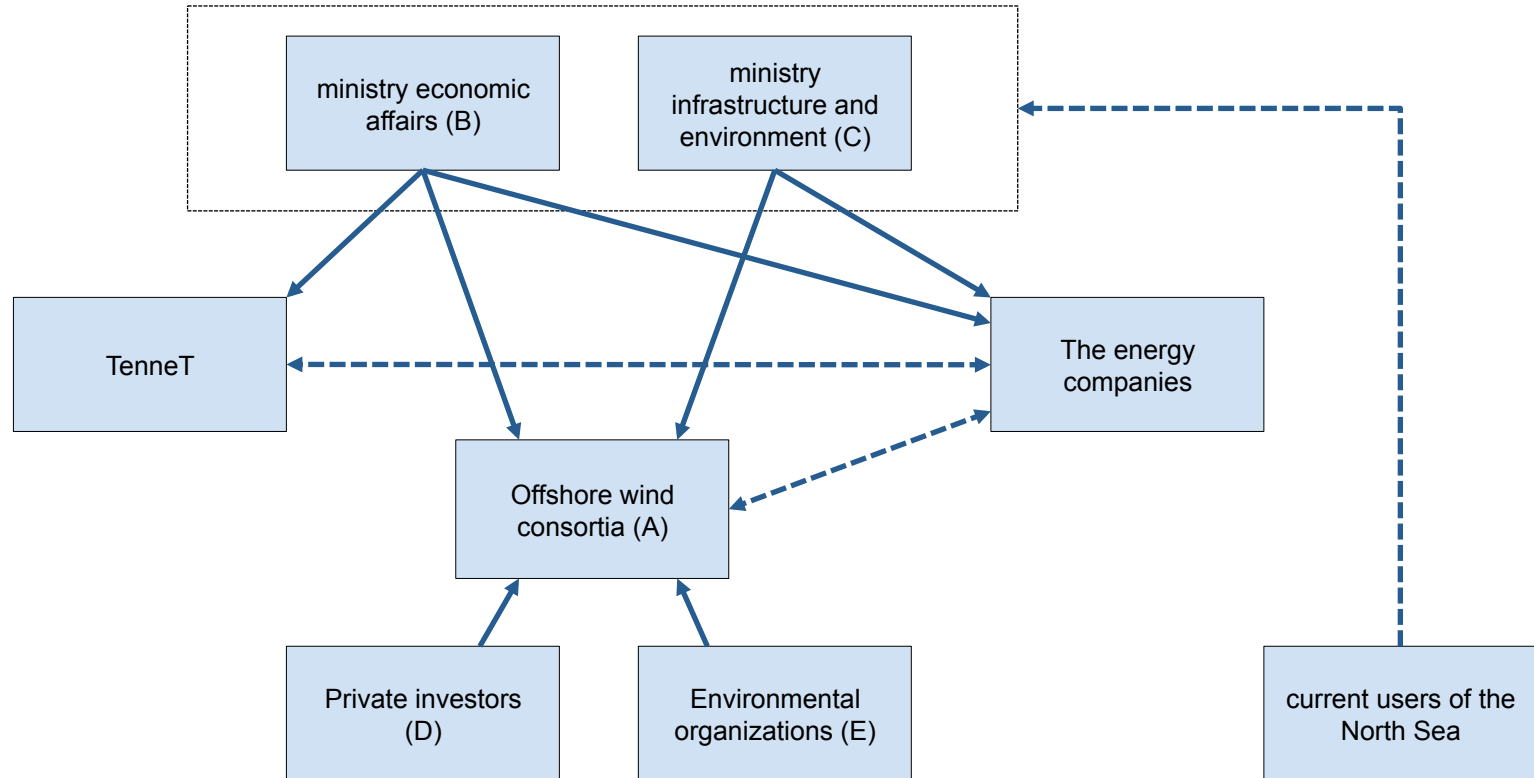 ministry economic
affairs (B)
ministry
infrastructure and
environment (C)
TenneT
The energy
companies
Offshore wind
consortia (A)
Private investors
(D)
Environmental
organizations (E)
current users of the
North Sea